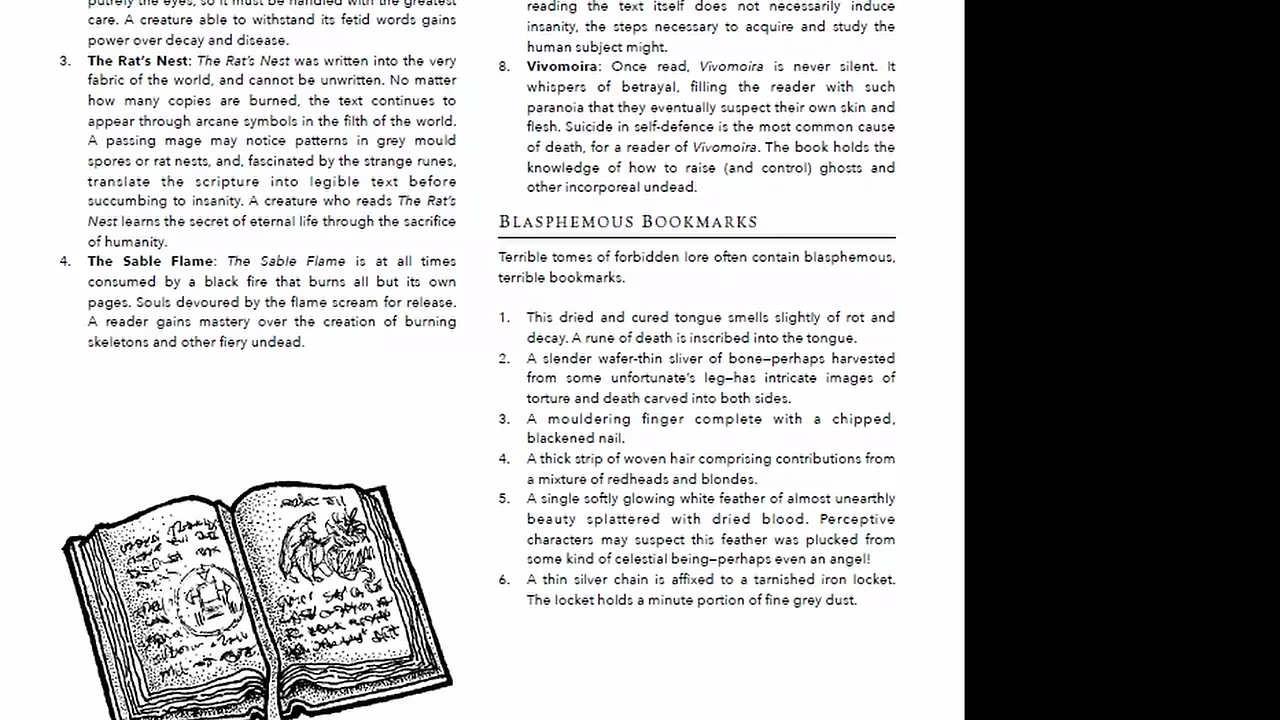 putrefy the eyes, so it must be handled with the greatest
care. A creature able to withstand its fetid words gains
power over decay and disease.
3. The Rat's Nest: The Rat's Nest was written into the very
fabric of the world, and cannot be unwritten. No matter
how many copies are burned, the text continues to
appear through arcane symbols in the filth of the world.
A passing mage may notice patterns in grey mould
spores or rat nests, and, fascinated by the strange runes,
translate the scripture into legible text before
succumbing to insanity. A creature who reads The Rat's
Nest learns the secret of eternal life through the sacrifice
of humanity.
4. The Sable Flame: The Sable Flame is at all times
consumed by a black fire that burns all but its own
pages. Souls devoured by the flame scream for release.
A reader gains mastery over the creation of burning
skeletons and other fiery undead.
reading the text itself does not necessarily induce
insanity, the steps necessary to acquire and study the
human subject might.
8. Vivomoira: Once read, Vivomoira is never silent. It
whispers of betrayal, filling the reader with such
paranoia that they eventually suspect their own skin and
flesh. Suicide in self-defence is the most common cause
of death, for a reader of Vivomoira. The book holds the
knowledge of how to raise (and control) ghosts and
other incorporeal undead.
BLASPHEMOUS BOOKMARKS
Terrible tomes of forbidden lore often contain blasphemous,
terrible bookmarks.
1. This dried and cured tongue smells slightly of rot and
decay. A rune of death is inscribed into the tongue.
2. A slender wafer-thin sliver of bone–perhaps harvested
from some unfortunate's leg–has intricate images of
torture and death carved into both sides.
3. A mouldering finger complete with a chipped,
blackened nail.
4. A thick strip of woven hair comprising contributions from
a mixture of redheads and blondes.
5. A single softly glowing white feather of almost unearthly
beauty splattered with dried blood. Perceptive
characters may suspect this feather was plucked from
some kind of celestial being–perhaps even an angel!
6. A thin silver chain is affixed to a tarnished iron locket.
The locket holds a minute portion of fine grey dust.